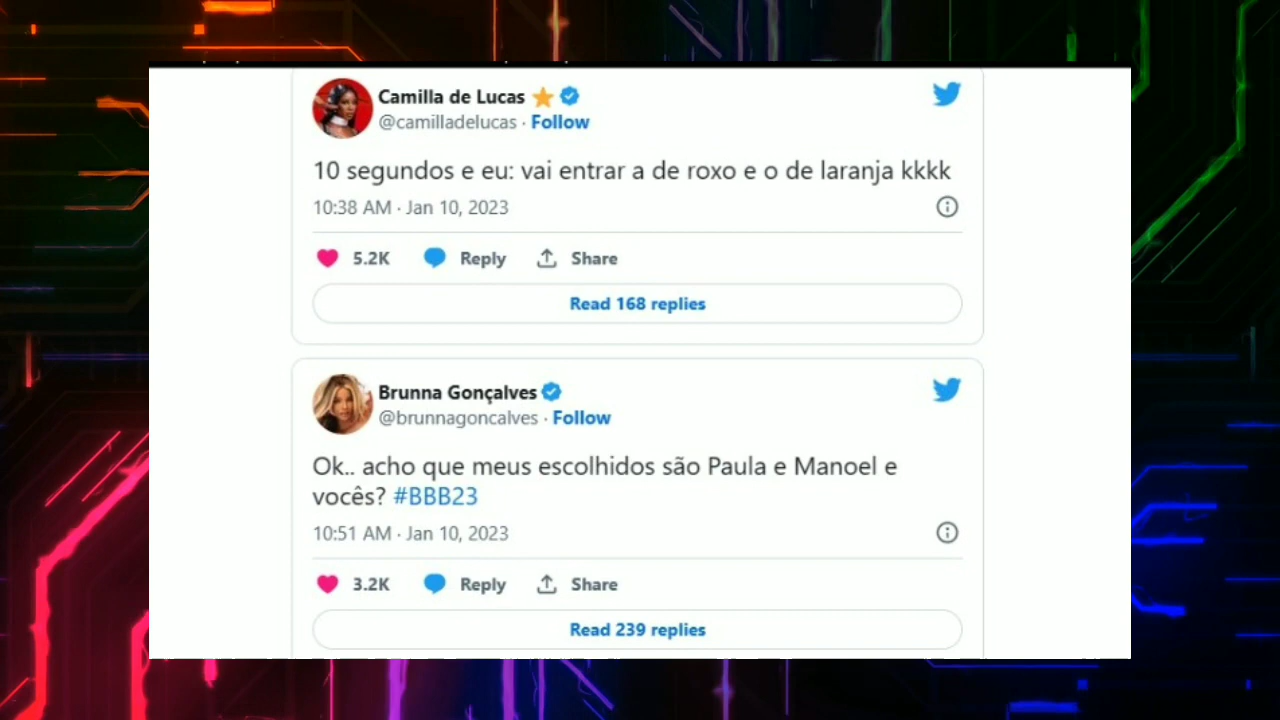 Camilla de Lucas
@camilladelucas · Follow
10 segundos e eu: vai entrar a de roxo e o de laranja kkkk
10:38 AM · Jan 10, 2023
5.2K Reply Share
Read 168 replies
Brunna Gonçalves
@brunnagoncalves · Follow
Ok.. acho que meus escolhidos são Paula e Manoel e
vocês? #BBB23
10:51 AM · Jan 10, 2023
3.2K Reply Share
Read 239 replies